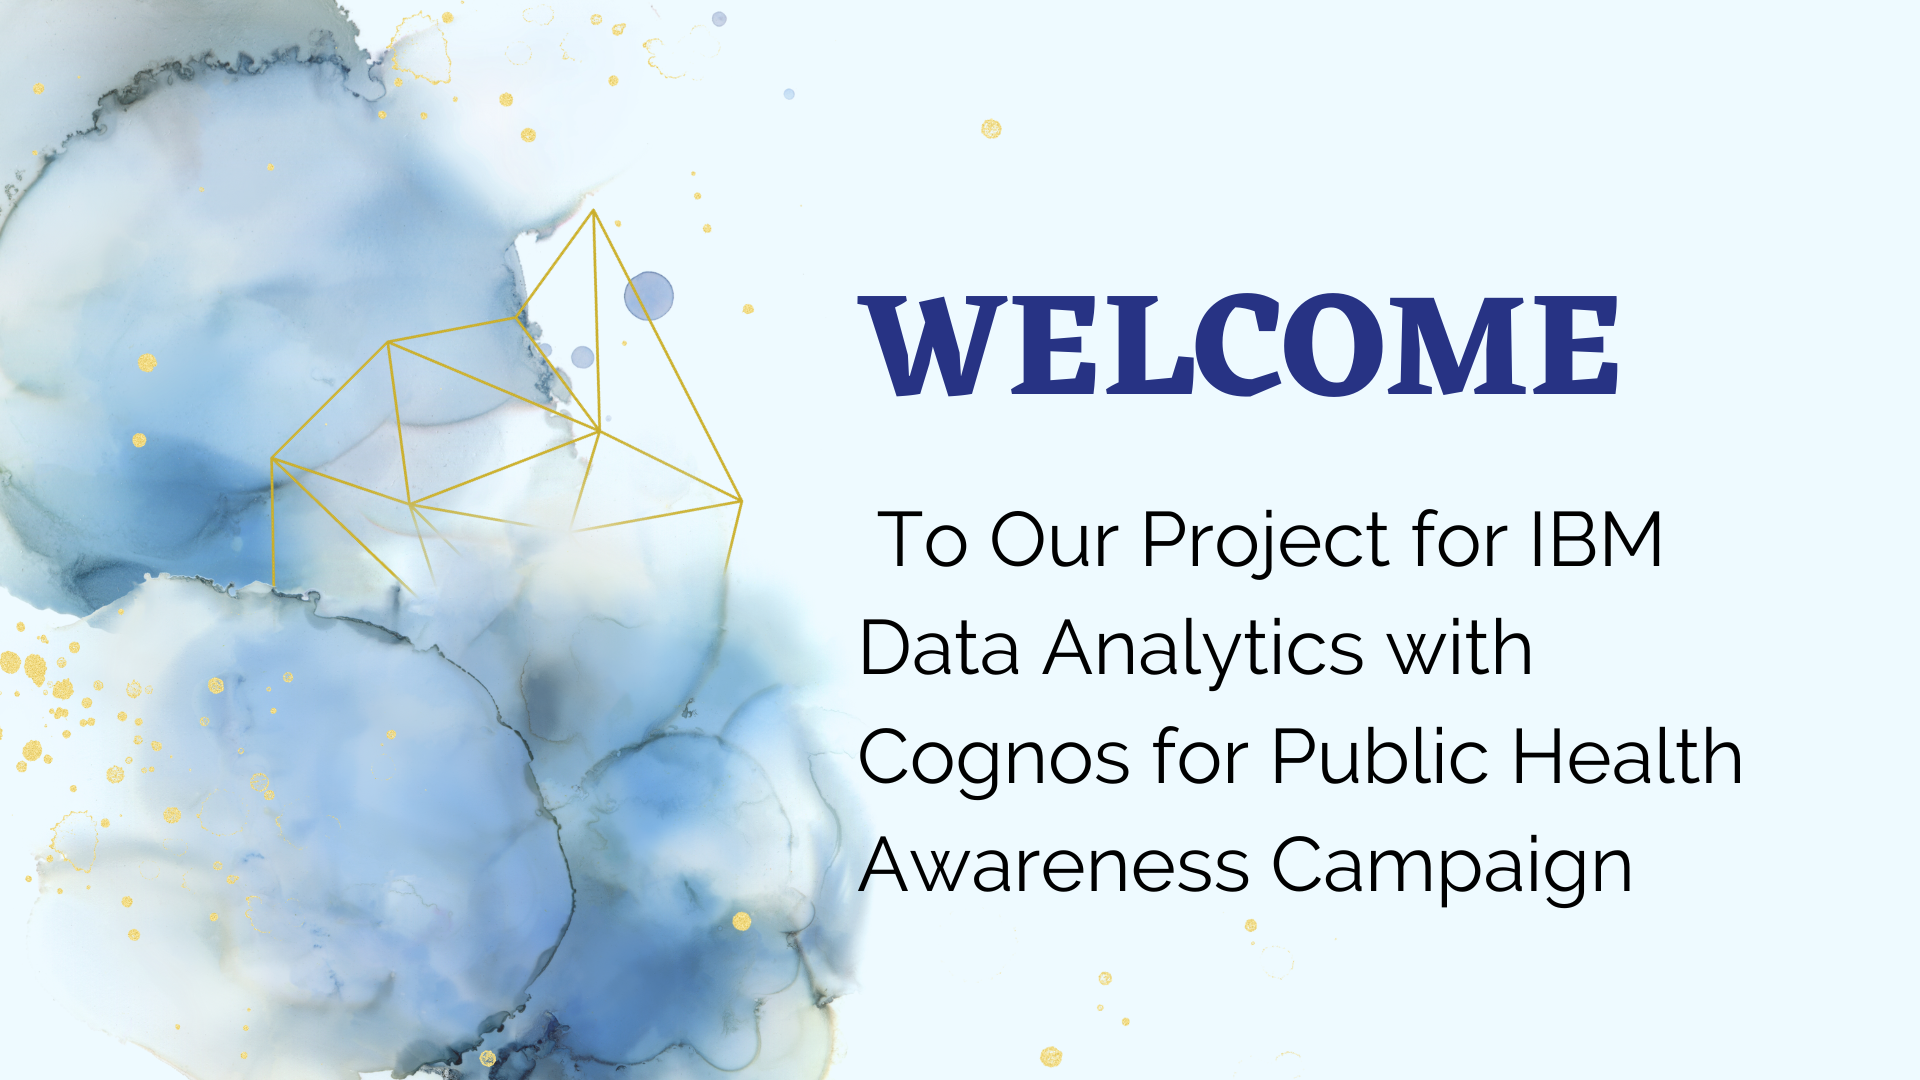 WELCOME
To Our Project for IBM
Data Analytics with
Cognos for Public Health
Awareness Campaign